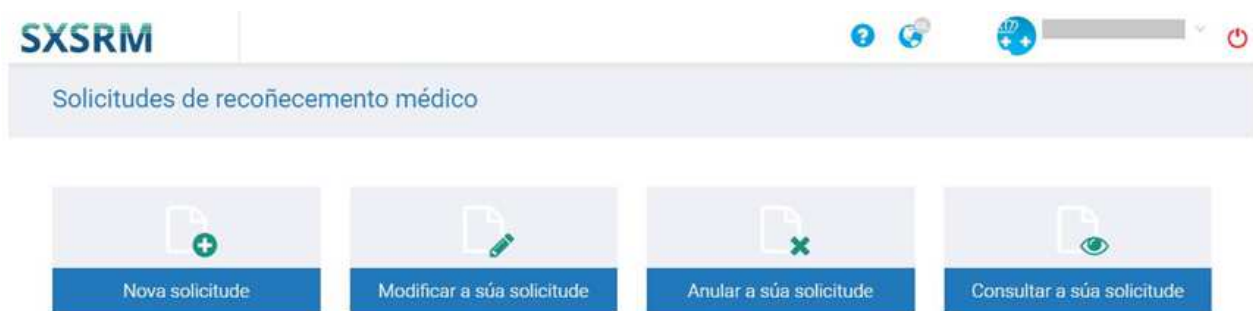 SXSRM
Solicitudes de recoñecemento médico
Nova solicitude
Modificar a súa solicitude
Anular a súa solicitude
Consultar a súa solicitude